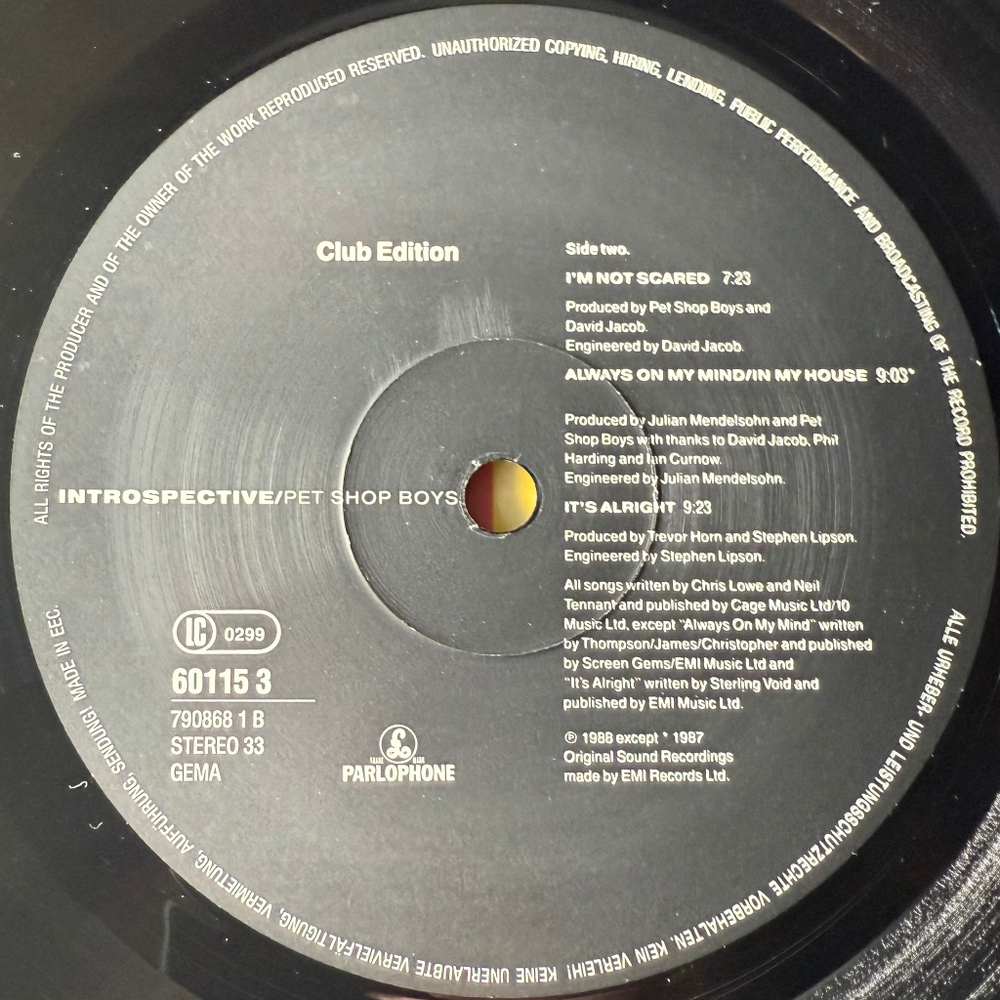 ALL RIGHTS OF THE PRODUCER AND OF THE OWNER OF THE WORK REPRODUCED RESERVED. UNAUTHORIZED COPYING, HIRING, LENDING, PUBLIC PERFORMANCE AND BROADCASTING OF THE RECORD PROHIBITED.
Club Edition
Side two.
I'M NOT SCARED 7:23
Produced by Pet Shop Boys and
David Jacob.
Engineered by David Jacob.
ALWAYS ON MY MIND/IN MY HOUSE 9:03*
Produced by Julian Mendelsohn and Pet
Shop Boys with thanks to David Jacob, Phil
Harding and Ian Curnow.
Engineered by Julian Mendelsohn.
INTROSPECTIVE/PET SHOP BOYS
IT'S ALRIGHT 9:23
Produced by Trevor Horn and Stephen Lipson.
Engineered by Stephen Lipson.
All songs written by Chris Lowe and Neil
Tennant and published by Cage Music Ltd/10
Music Ltd, except "Always On My Mind" written
by Thompson/James/Christopher and published
by Screen Gems/EMI Music Ltd and
"It's Alright" written by Sterling Void and
published by EMI Music Ltd.
℗ 1988 except * 1987
Original Sound Recordings
made by EMI Records Ltd.
LC 0299
60115 3
790868 1 B
STEREO 33
GEMA
TRADE MARK
PARLOPHONE
ALLE URHEBER- UND LEISTUNGSSCHUTZRECHTE VORBEHALTEN. KEIN VERLEIH! KEINE UNERLAUBTE VERVIELFÄLTIGUNG, VERMIETUNG, AUFFÜHRUNG, SENDUNG! MADE IN EEC.